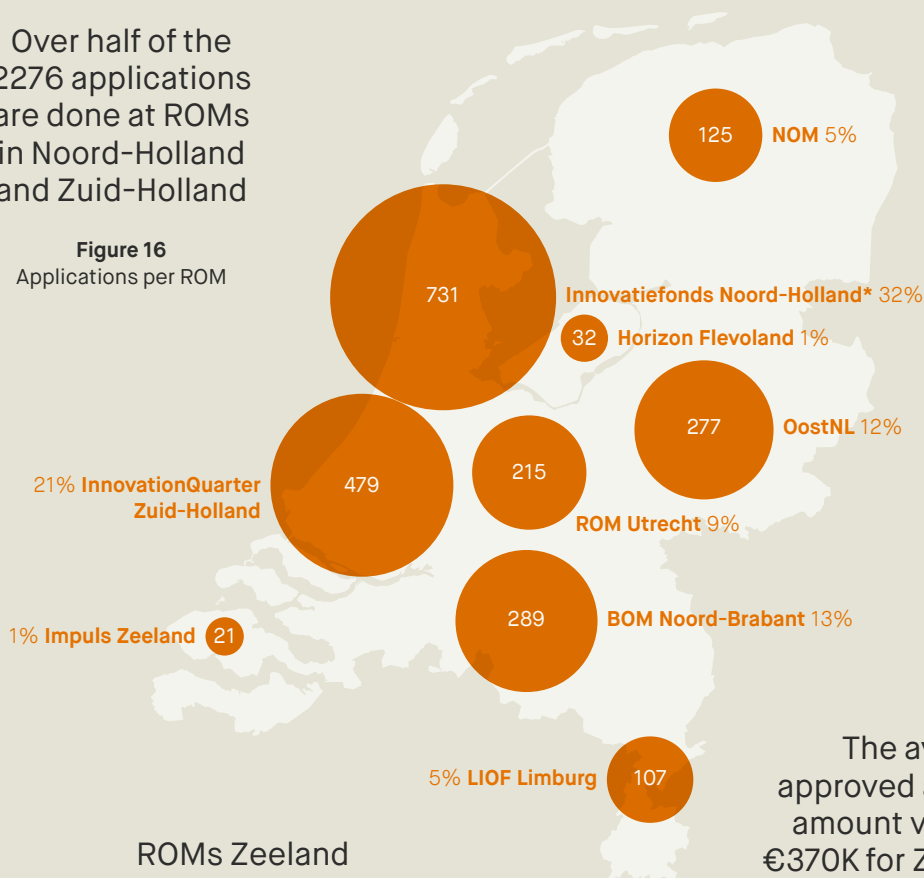 Over half of the
2276 applications
are done at ROMs
in Noord-Holland
and Zuid-Holland
Figure 16
Applications per ROM
125 NOM 5%
731 Innovatiefonds Noord-Holland* 32%
32 Horizon Flevoland 1%
277 OostNL 12%
21% InnovationQuarter
Zuid-Holland
479
215
ROM Utrecht 9%
289 BOM Noord-Brabant 13%
1% Impuls Zeeland 21
5% LIOF Limburg 107
The
approved
amount
€370K for
ROMs Zeeland